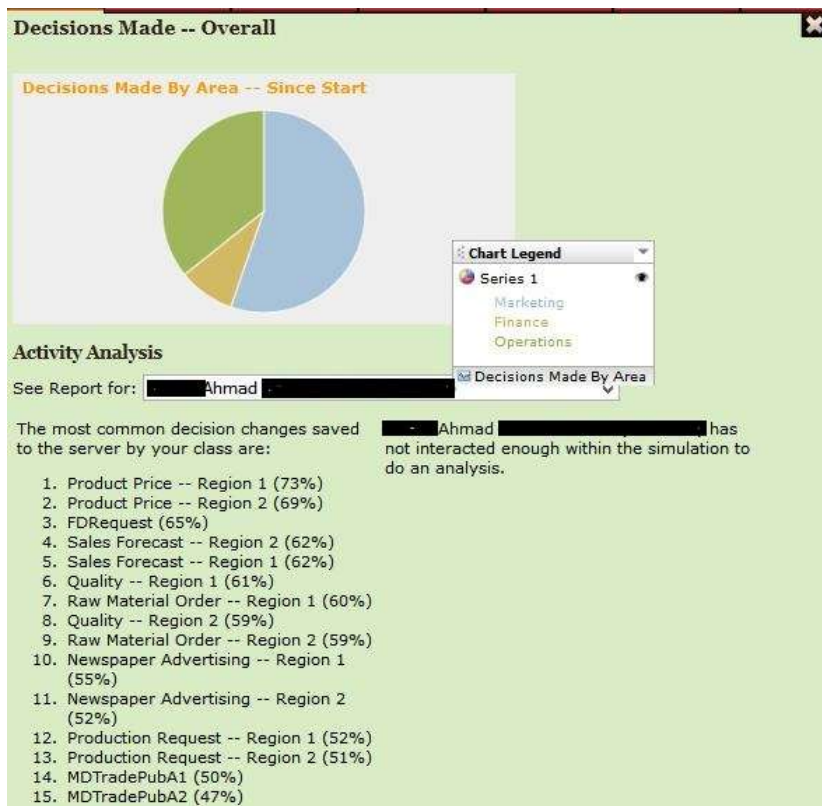 Decisions Made -- Overall
Decisions Made By Area -- Since Start
Chart Legend
Series 1
Marketing
Finance
Operations
Decisions Made By Area
Activity Analysis
See Report for: Ahmad
The most common decision changes saved
to the server by your class are:
1. Product Price -- Region 1 (73%)
2. Product Price -- Region 2 (69%)
3. FDRequest (65%)
4. Sales Forecast -- Region 2 (62%)
5. Sales Forecast -- Region 1 (62%)
6. Quality -- Region 1 (61%)
7. Raw Material Order -- Region 1 (60%)
8. Quality -- Region 2 (59%)
9. Raw Material Order -- Region 2 (59%)
10. Newspaper Advertising -- Region 1
(55%)
11. Newspaper Advertising -- Region 2
(52%)
12. Production Request -- Region 1 (52%)
13. Production Request -- Region 2 (51%)
14. MDTradePubA1 (50%)
15. MDTradePubA2 (47%)
Ahmad has
not interacted enough within the simulation to
do an analysis.